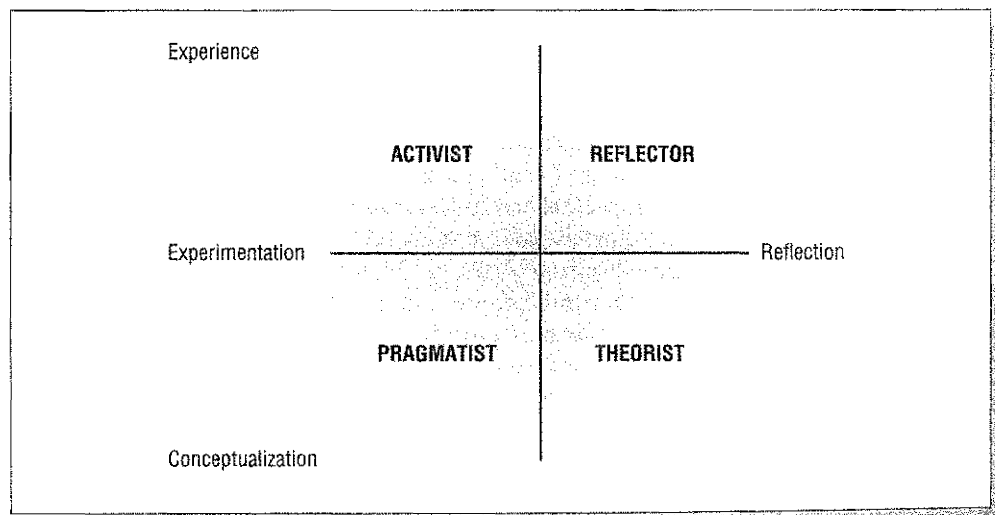 Experience
ACTIVIST REFLECTOR
Experimentation Reflection
PRAGMATIST THEORIST
Conceptualization